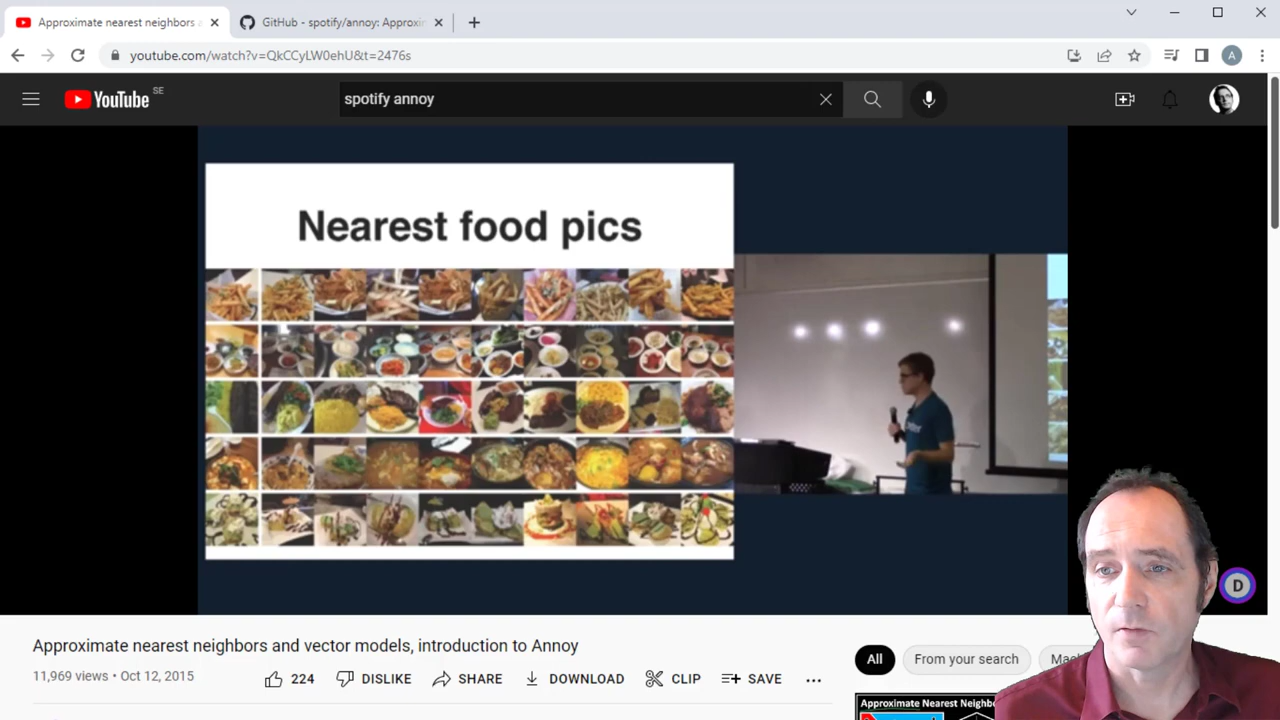 Approximate nearest neighbors a
GitHub - spotify/annoy: Approxi
youtube.com/watch?v=QkCCyLW0ehU&t=2476s
A
YouTube SE
spotify annoy
Nearest food pics
D
Approximate nearest neighbors and vector models, introduction to Annoy
11,969 views • Oct 12, 2015
224
DISLIKE
SHARE
DOWNLOAD
CLIP
SAVE
All
From your search
Approximate Nearest Neighbo